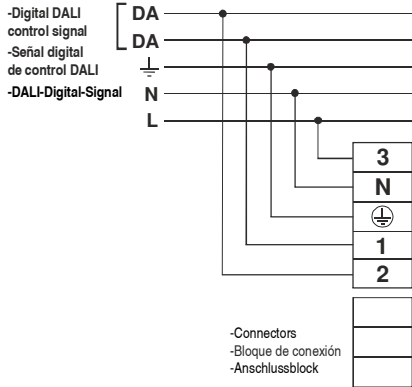 -Digital DALI
control signal
-Señal digital
de control DALI
-DALI-Digital-Signal
DA
DA
N
L
3
N
1
2
-Connectors
-Bloque de conexión
-Anschlussblock